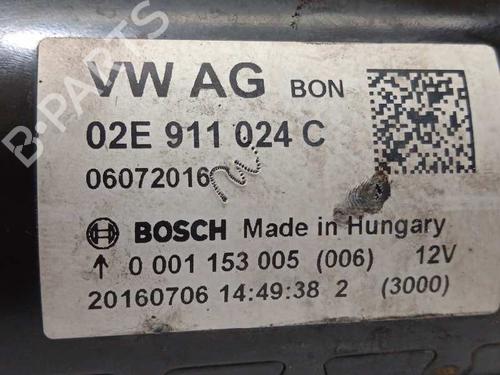 VW AG BON
02E 911 024 C
06072016
BOSCH Made in Hungary
↑ 0 001 153 005 (006) 12V
20160706 14:49:38 2 (3000)
B-PARTS